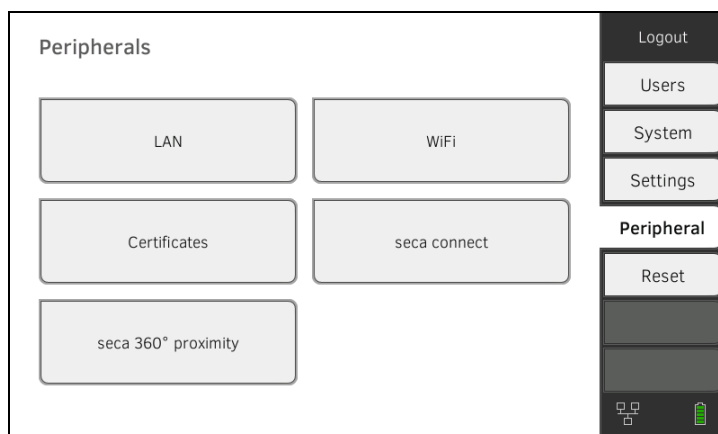 Peripherals
LAN
WiFi
Certificates
seca connect
seca 360° proximity
Logout
Users
System
Settings
Peripheral
Reset